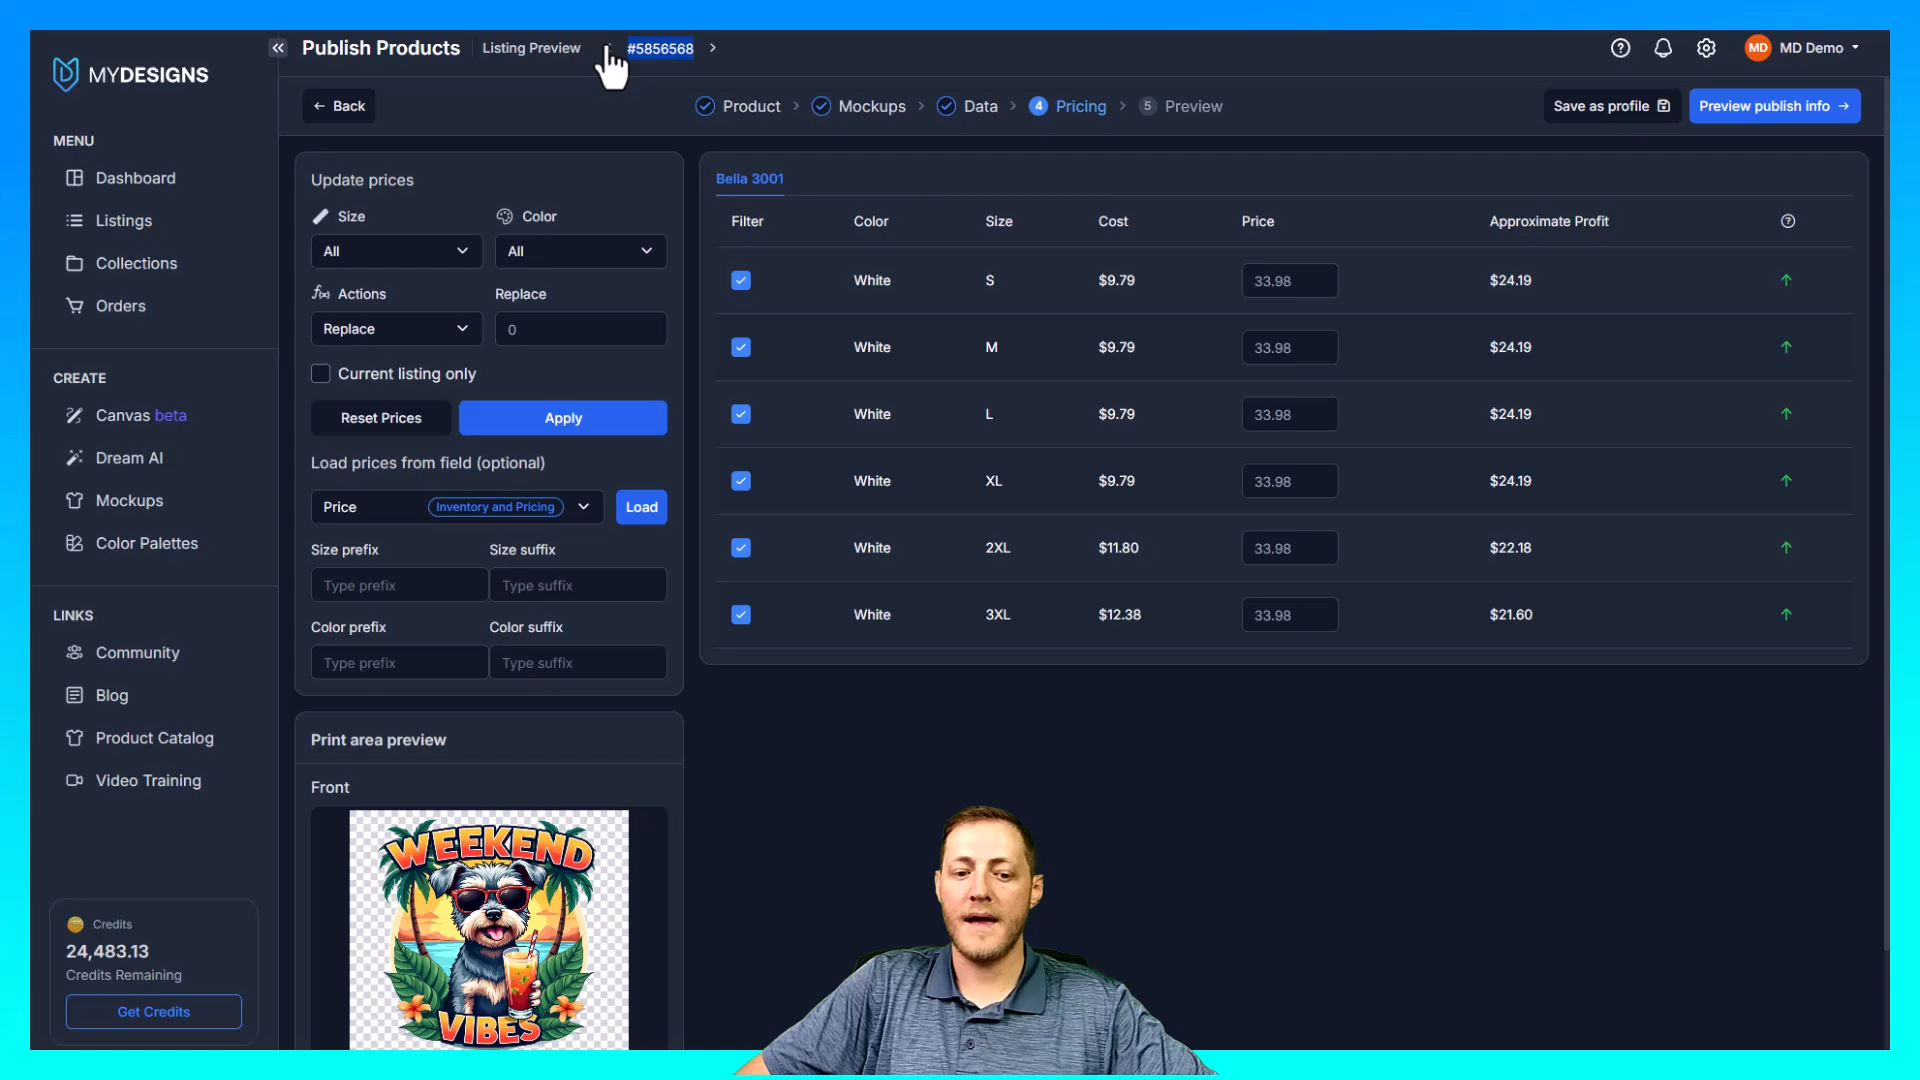 MYDESIGNS
MENU
Dashboard
Listings
Collections
Orders
CREATE
Canvas beta
Dream AI
Mockups
Color Palettes
LINKS
Community
Blog
Product Catalog
Video Training
Credits
24,483.13
Credits Remaining
Get Credits
Publish Products
Listing Preview
#5856568
MD
MD Demo
Back
Product
Mockups
Data
4
Pricing
5
Preview
Save as profile
Preview publish info
Update prices
Size
Color
All
All
Actions
Replace
Replace
0
Current listing only
Reset Prices
Apply
Load prices from field (optional)
Price
Inventory and Pricing
Load
Size prefix
Size suffix
Type prefix
Type suffix
Color prefix
Color suffix
Type prefix
Type suffix
Print area preview
Front
WEEKEND
VIBES
Bella 3001
Filter Color Size Cost Price Approximate Profit
White S $9.79 33.98 $24.19
White M $9.79 33.98 $24.19
White L $9.79 33.98 $24.19
White XL $9.79 33.98 $24.19
White 2XL $11.80 33.98 $22.18
White 3XL $12.38 33.98 $21.60